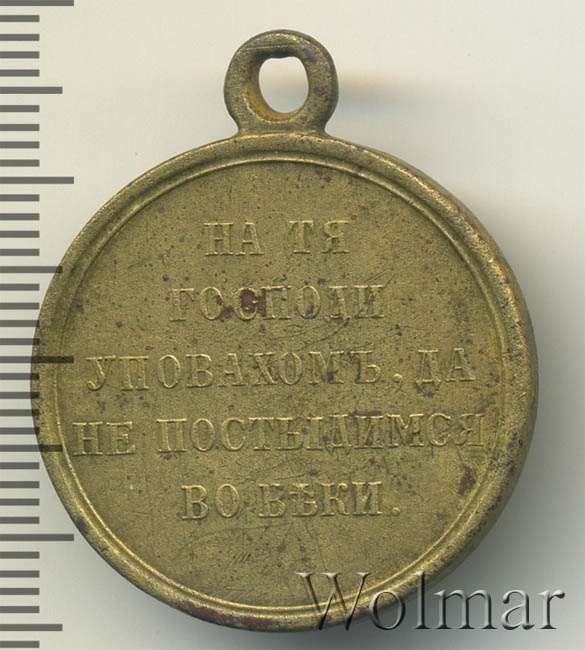 НА ТЯ
ГОСПОДИ
УПОВАХОМЪ, ДА
НЕ ПОСТЫДИМСЯ
ВО ВѢКИ.
Wolmar